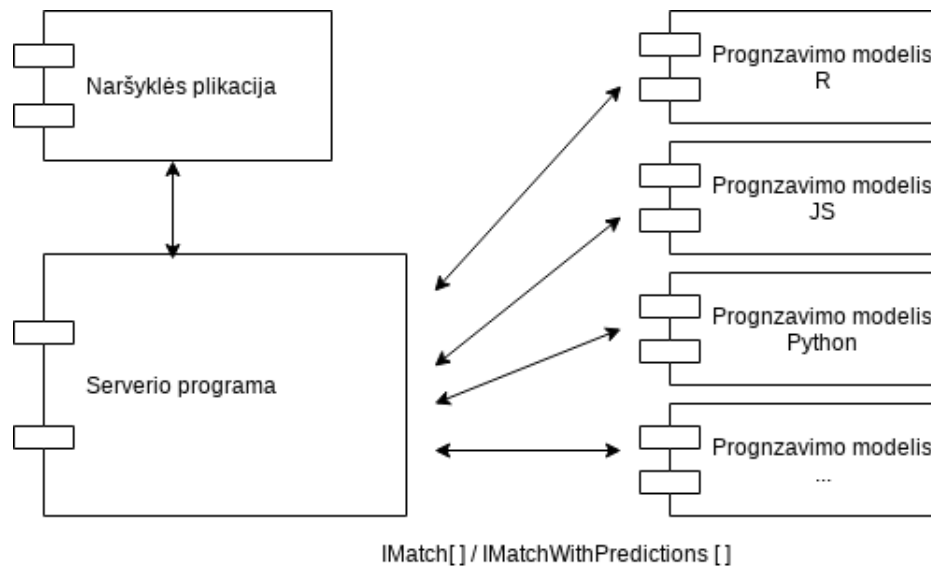 Naršyklės plikacija
Serverio programa
Prognzavimo modelis
R
Prognzavimo modelis
JS
Prognzavimo modelis
Python
Prognzavimo modelis
...
IMatch[ ] / IMatchWithPredictions [ ]